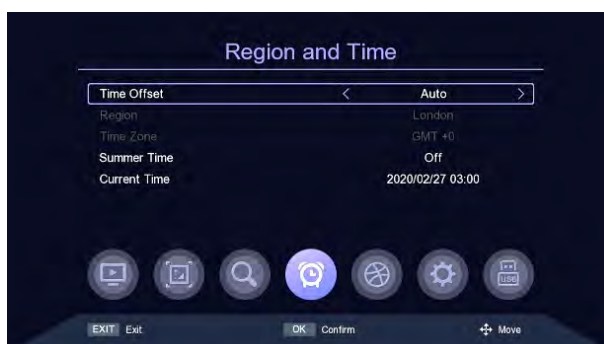 Region and Time
Time Offset < Auto >
Region London
Time Zone GMT +0
Summer Time Off
Current Time 2020/02/27 03:00
USB
EXIT Exit OK Confirm Move